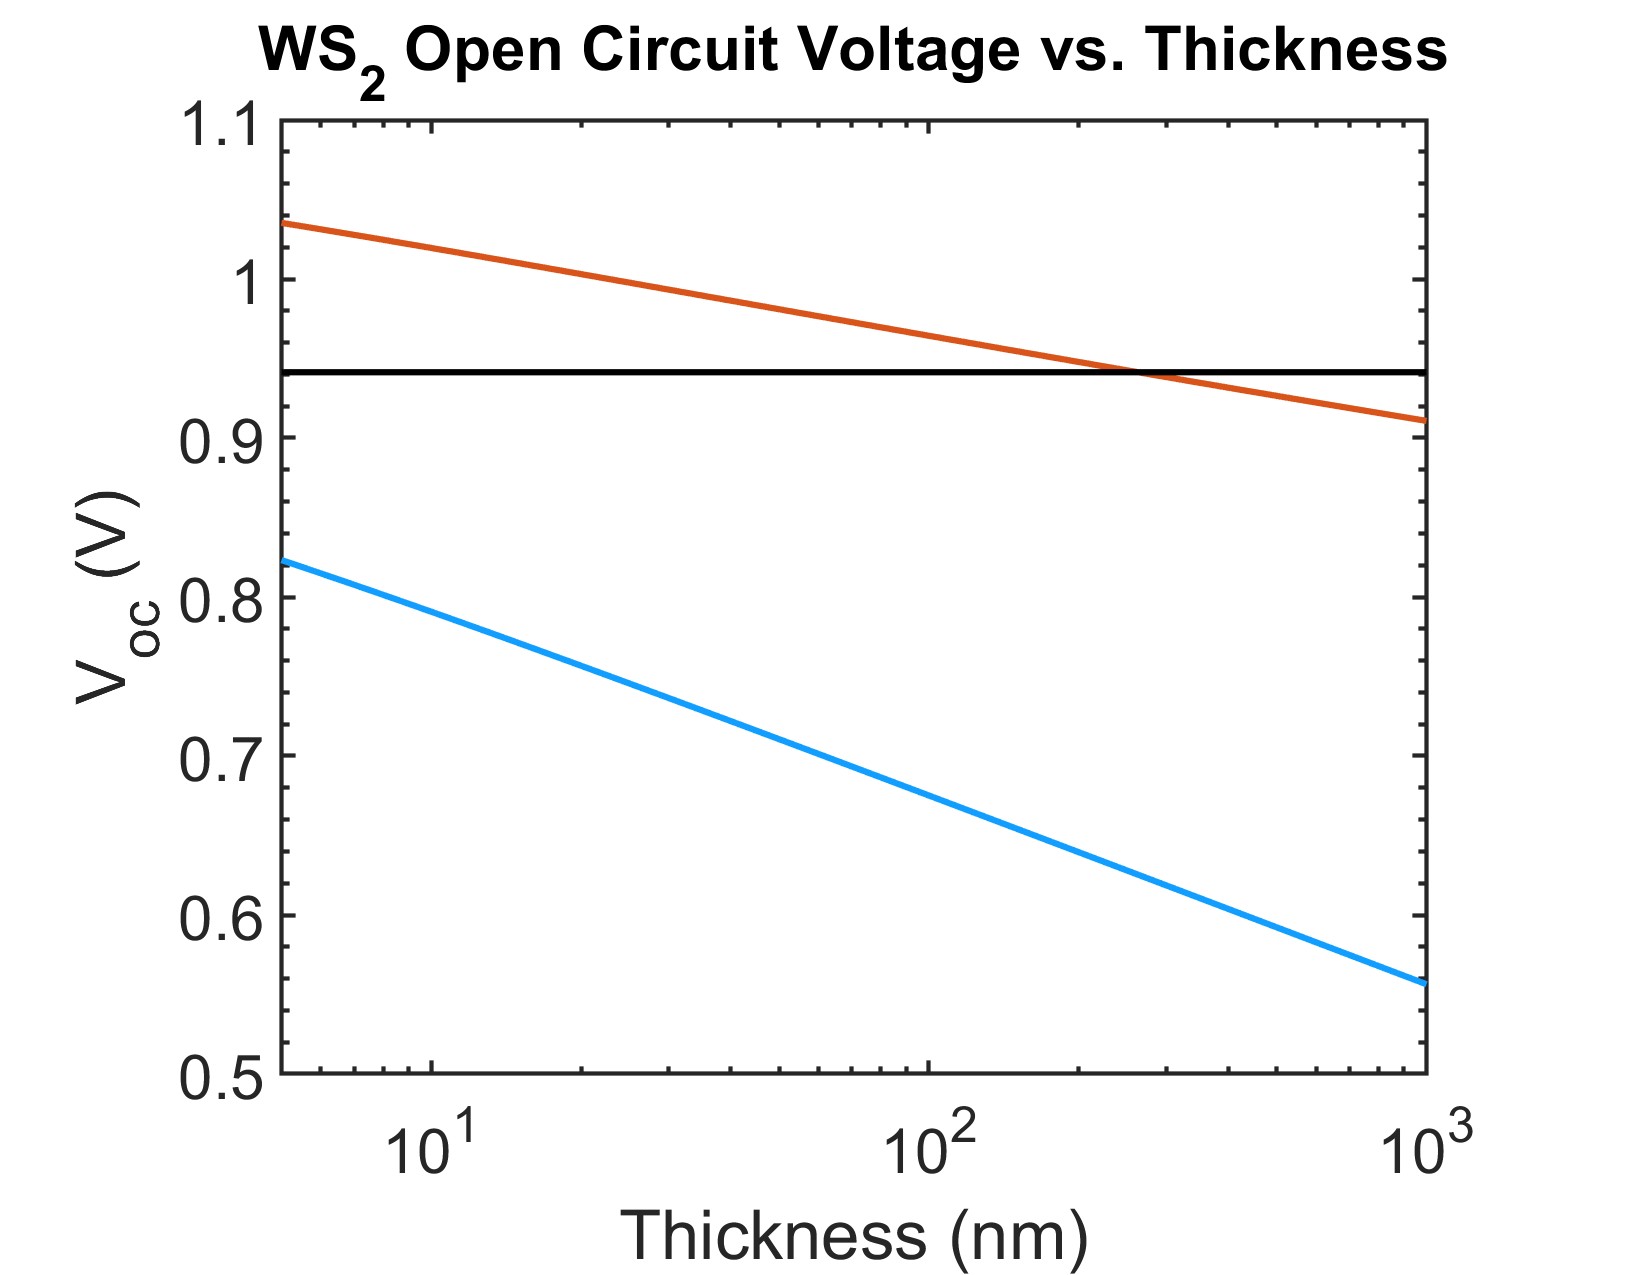 WS2 Open Circuit Voltage vs. Thickness
1.1
1
0.9
0.8
0.7
0.6
0.5
Voc (V)
10^1 10^2 10^3
Thickness (nm)